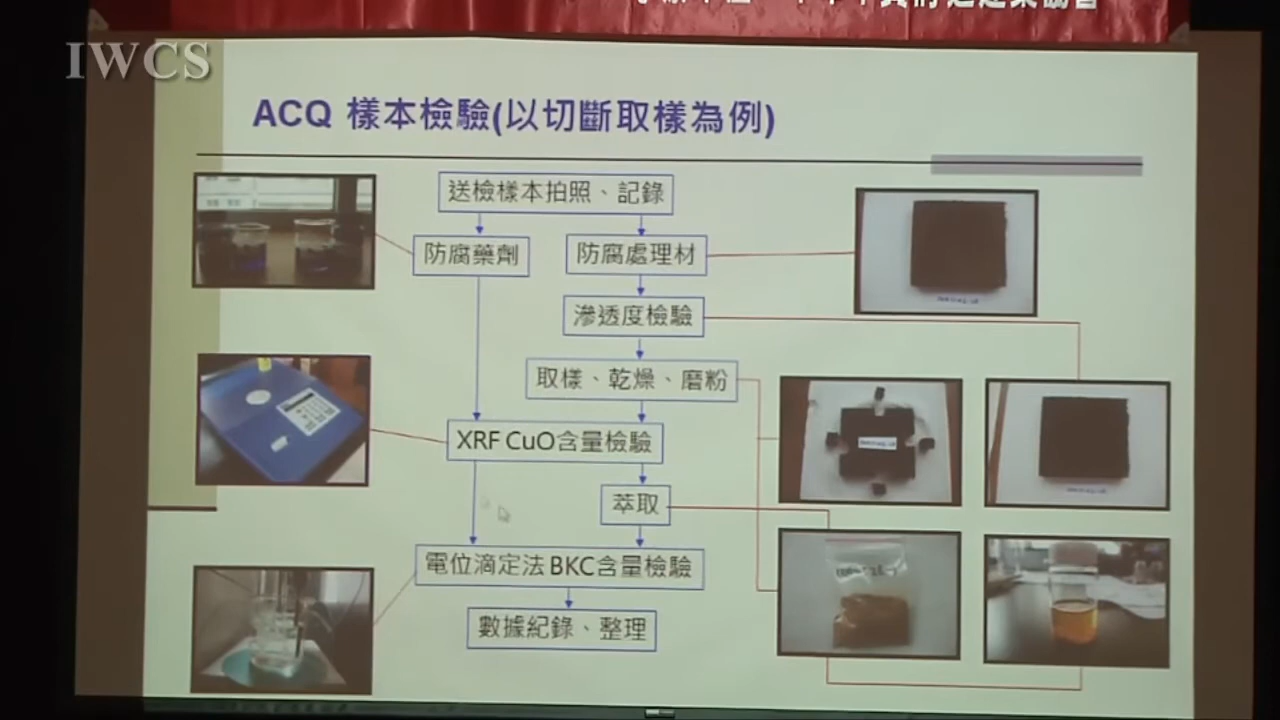 IWCS
ACQ 樣本檢驗(以切斷取樣為例)
送檢樣本拍照、記錄
防腐藥劑
防腐處理材
滲透度檢驗
取樣、乾燥、磨粉
XRF CuO含量檢驗
萃取
電位滴定法BKC含量檢驗
數據紀錄、整理